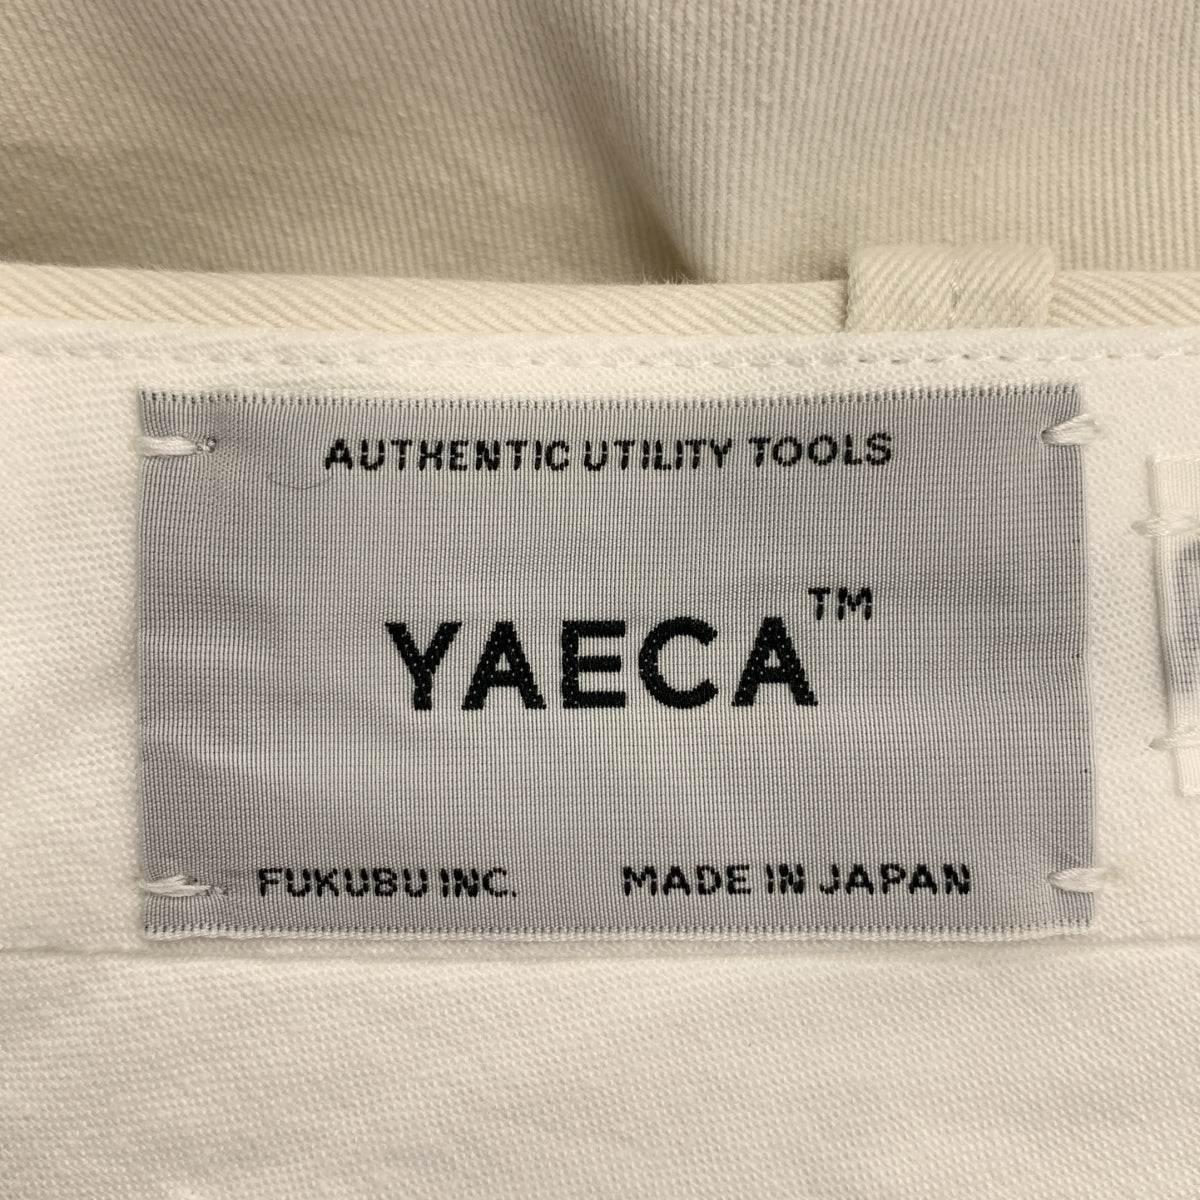 AUTHENTIC UTILITY TOOLS
YAECA™
FUKUBU INC. MADE IN JAPAN